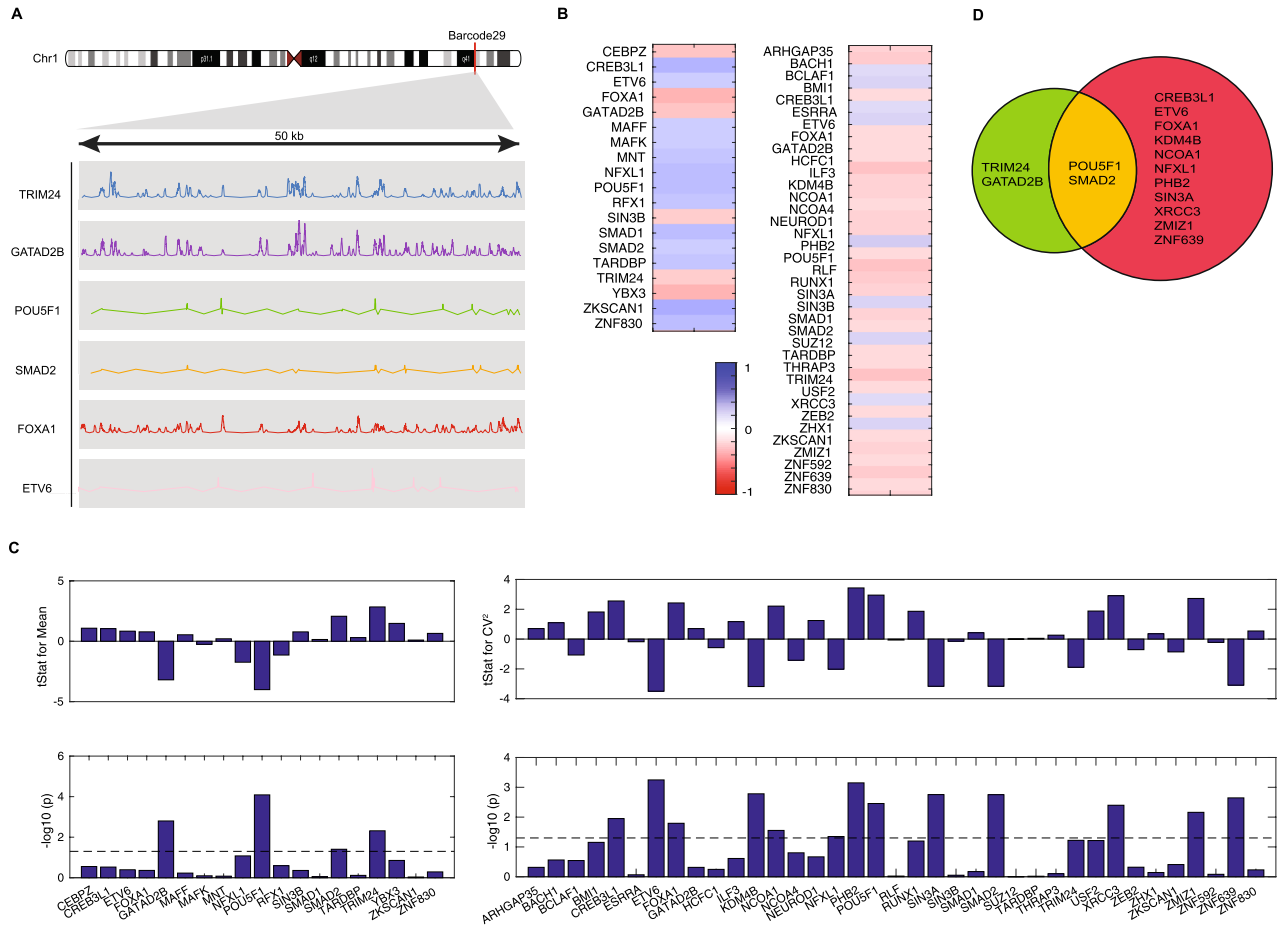 A
Barcode29
Chr1
p31.1
q12
q41
50 kb
TRIM24
GATAD2B
POU5F1
SMAD2
FOXA1
ETV6
B
CEBPZ
CREB3L1
ETV6
FOXA1
GATAD2B
MAFF
MAFK
MNT
NFXL1
POU5F1
RFX1
SIN3B
SMAD1
SMAD2
TARDBP
TRIM24
YBX3
ZKSCAN1
ZNF830
1
0
-1
ARHGAP35
BACH1
BCLAF1
BMI1
CREB3L1
ESRRA
ETV6
FOXA1
GATAD2B
HCFC1
ILF3
KDM4B
NCOA1
NCOA4
NEUROD1
NFXL1
PHB2
POU5F1
RLF
RUNX1
SIN3A
SIN3B
SMAD1
SMAD2
SUZ12
TARDBP
THRAP3
TRIM24
USF2
XRCC3
ZEB2
ZHX1
ZKSCAN1
ZMIZ1
ZNF592
ZNF639
ZNF830
D
TRIM24
GATAD2B
POU5F1
SMAD2
CREB3L1
ETV6
FOXA1
KDM4B
NCOA1
NFXL1
PHB2
SIN3A
XRCC3
ZMIZ1
ZNF639
C
tStat for Mean
5
0
-5
tStat for CV²
4
2
0
-2
-4
-log10 (p)
6
4
2
0
CEBPZ
CREB3L1
ETV6
FOXA1
GATAD2B
MAFF
MAFK
MNT
NFXL1
POU5F1
RFX1
SIN3B
SMAD1
SMAD2
TARDBP
TRIM24
YBX3
ZKSCAN1
ZNF830
-log10 (p)
4
3
2
1
0
ARHGAP35
BACH1
BCLAF1
BMI1
CREB3L1
ESRRA
ETV6
FOXA1
GATAD2B
HCFC1
ILF3
KDM4B
NCOA1
NCOA4
NEUROD1
NFXL1
PHB2
POU5F1
RLF
RUNX1
SIN3A
SIN3B
SMAD1
SMAD2
SUZ12
TARDBP
THRAP3
TRIM24
USF2
XRCC3
ZEB2
ZHX1
ZKSCAN1
ZMIZ1
ZNF592
ZNF639
ZNF830